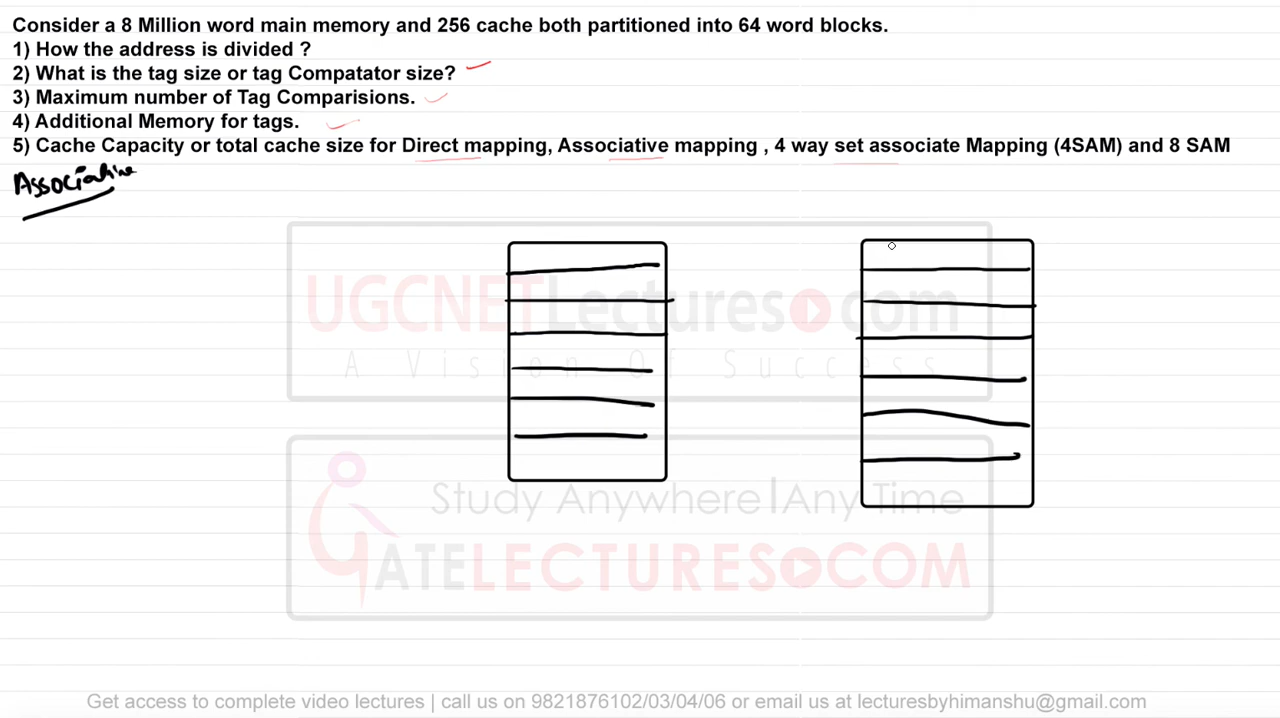 Consider a 8 Million word main memory and 256 cache both partitioned into 64 word blocks.
1) How the address is divided ?
2) What is the tag size or tag Compatator size?
3) Maximum number of Tag Comparisions.
4) Additional Memory for tags.
5) Cache Capacity or total cache size for Direct mapping, Associative mapping , 4 way set associate Mapping (4SAM) and 8 SAM
Associative
UGCNETLectures.com
A Vision Of Success
Study Anywhere|Any Time
GATELECTURES.COM
Get access to complete video lectures | call us on 9821876102/03/04/06 or email us at lecturesbyhimanshu@gmail.com